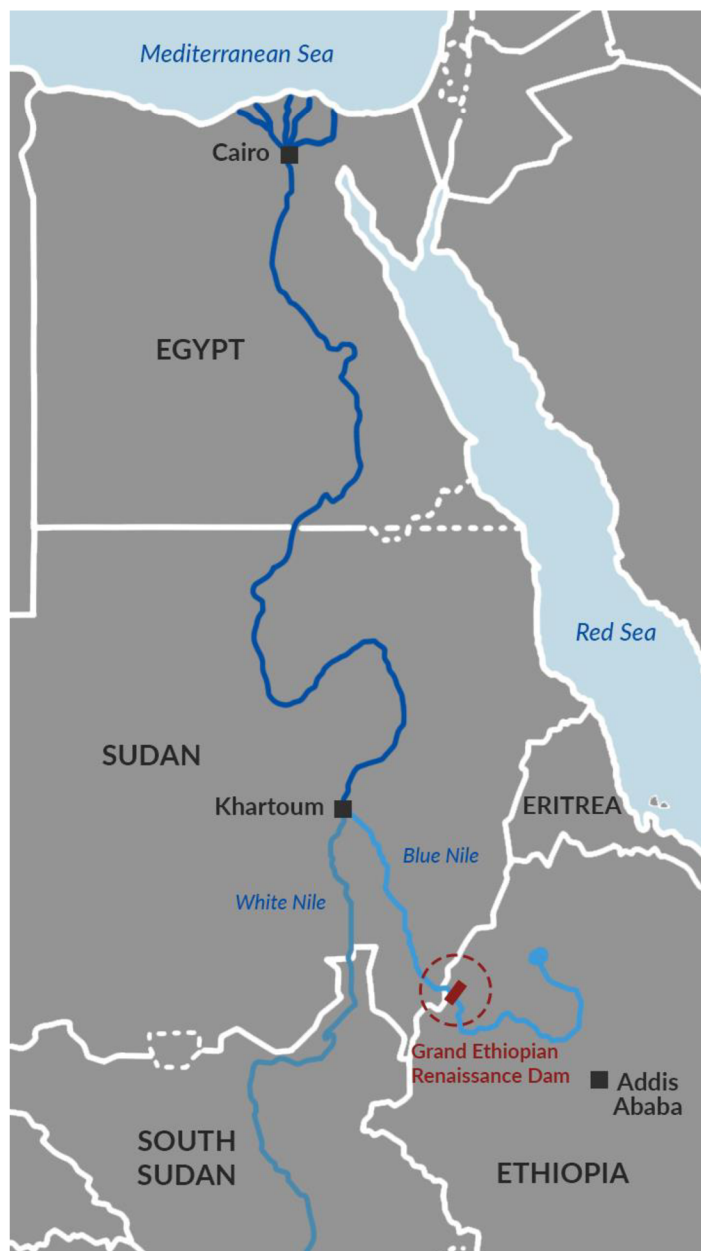 Mediterranean Sea
Cairo
EGYPT
Red Sea
SUDAN
Khartoum
ERITREA
Blue Nile
White Nile
Grand Ethiopian
Renaissance Dam
Addis
Ababa
SOUTH
SUDAN
ETHIOPIA